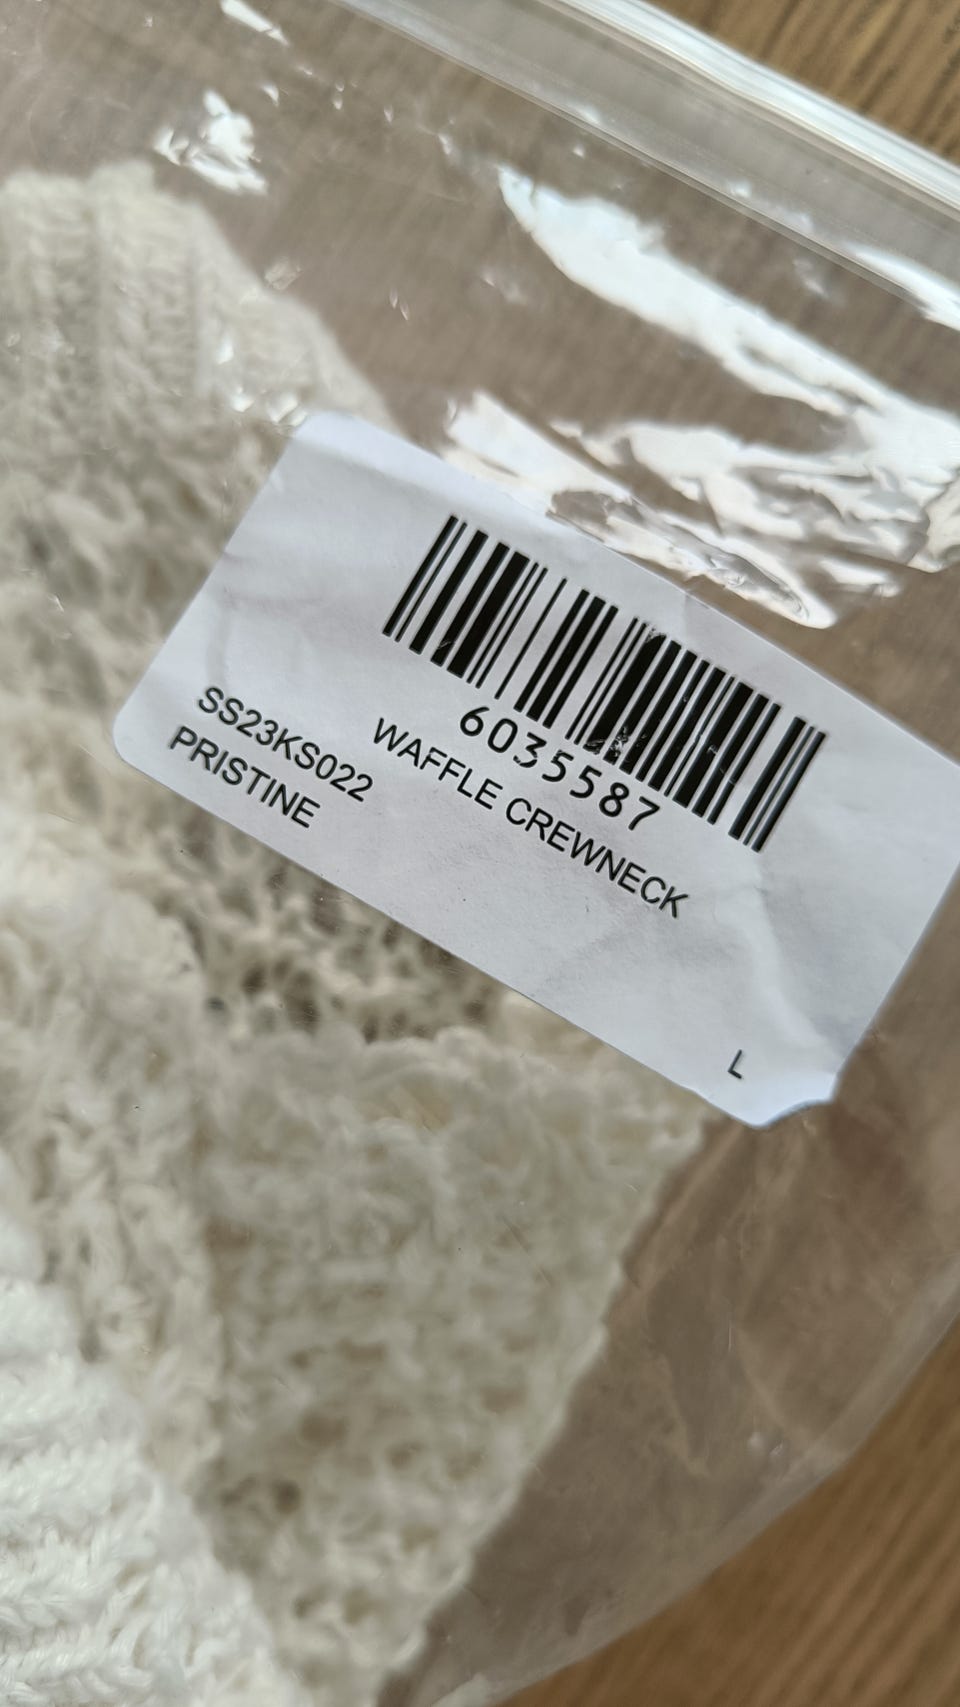 6035587
SS23KS022 WAFFLE CREWNECK
PRISTINE
L